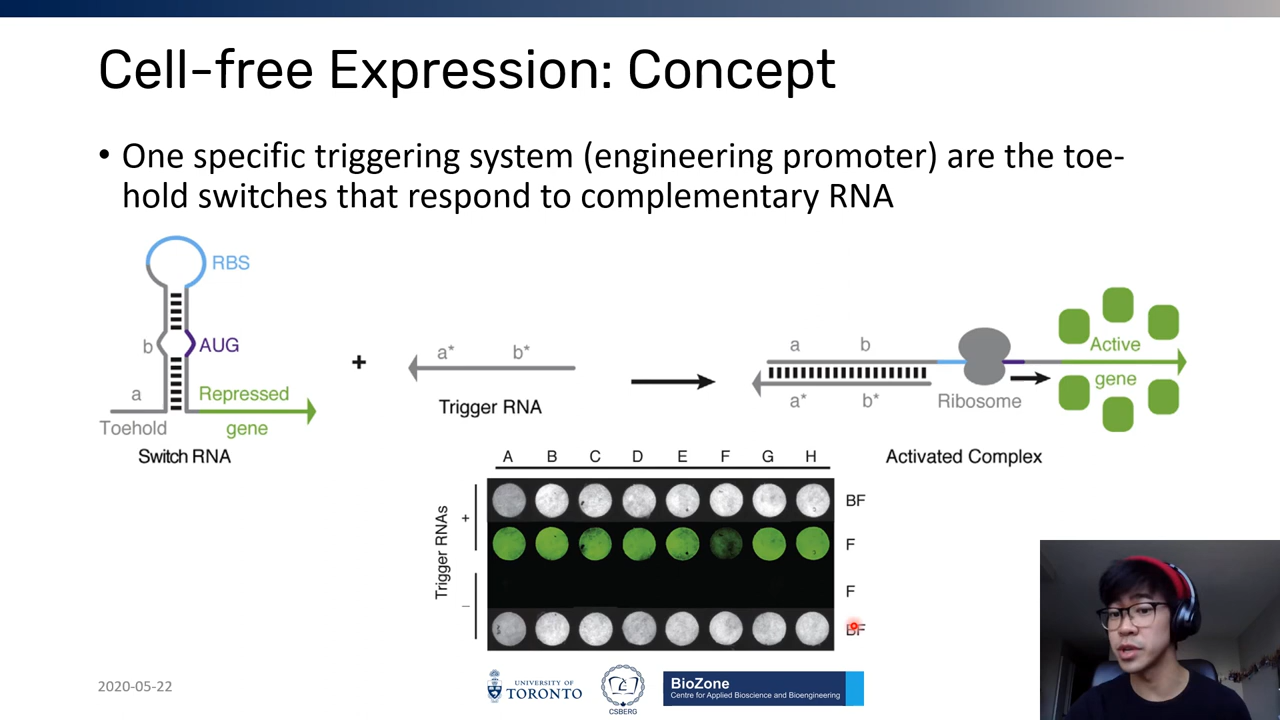 Cell-free Expression: Concept
• One specific triggering system (engineering promoter) are the toe-
hold switches that respond to complementary RNA
RBS
b
AUG
a
Repressed
Toehold
gene
Switch RNA
+
a* b*
Trigger RNA
a b
a* b*
Ribosome
Active
gene
Activated Complex
A B C D E F G H
Trigger RNAs
+
–
BF
F
F
BF
2020-05-22
UNIVERSITY OF
TORONTO
CSBERG
BioZone
Centre for Applied Bioscience and Bioengineering